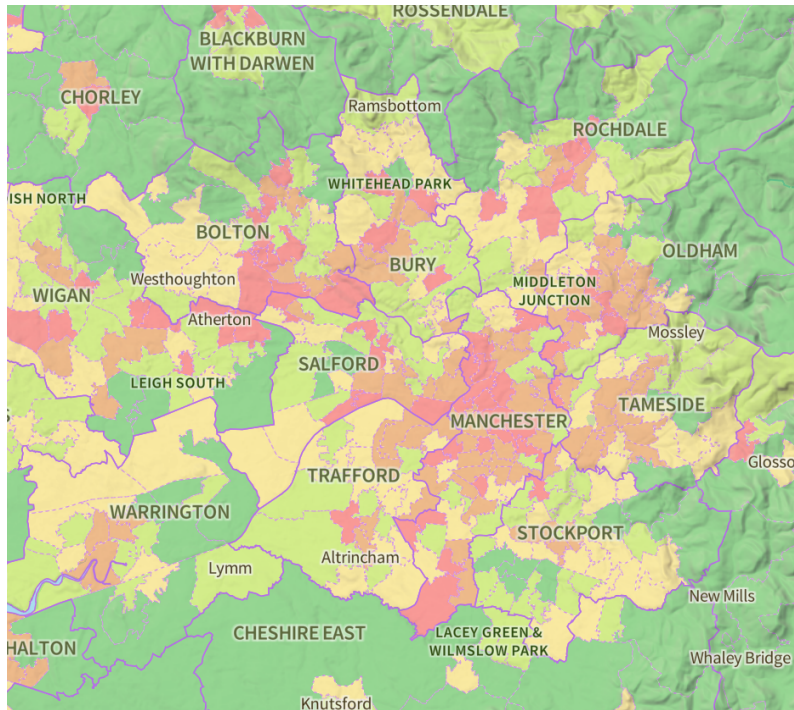 ROSSENDALE
BLACKBURN
WITH DARWEN
CHORLEY
Ramsbottom
ROCHDALE
WHITEHEAD PARK
ISH NORTH
BOLTON
OLDHAM
BURY
Westhoughton
MIDDLETON
JUNCTION
WIGAN
Atherton
Mossley
SALFORD
LEIGH SOUTH
TAMESIDE
S
MANCHESTER
Glosso
TRAFFORD
WARRINGTON
STOCKPORT
Altrincham
Lymm
New Mills
CHESHIRE EAST
LACEY GREEN &
WILMSLOW PARK
HALTON
Whaley Bridge
Knutsford